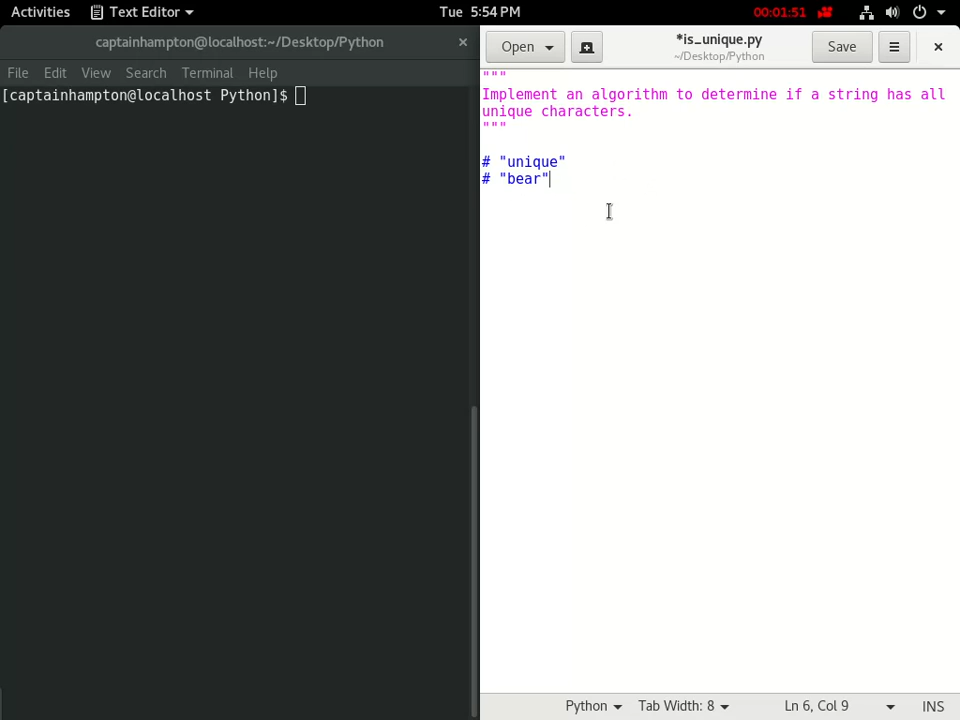 Activities Text Editor Tue 5:54 PM 00:01:51
captainhampton@localhost:~/Desktop/Python ×
File Edit View Search Terminal Help
[captainhampton@localhost Python]$
Open *is_unique.py Save
~/Desktop/Python
"""
Implement an algorithm to determine if a string has all
unique characters.
"""
# "unique"
# "bear"
Python Tab Width: 8 Ln 6, Col 9 INS